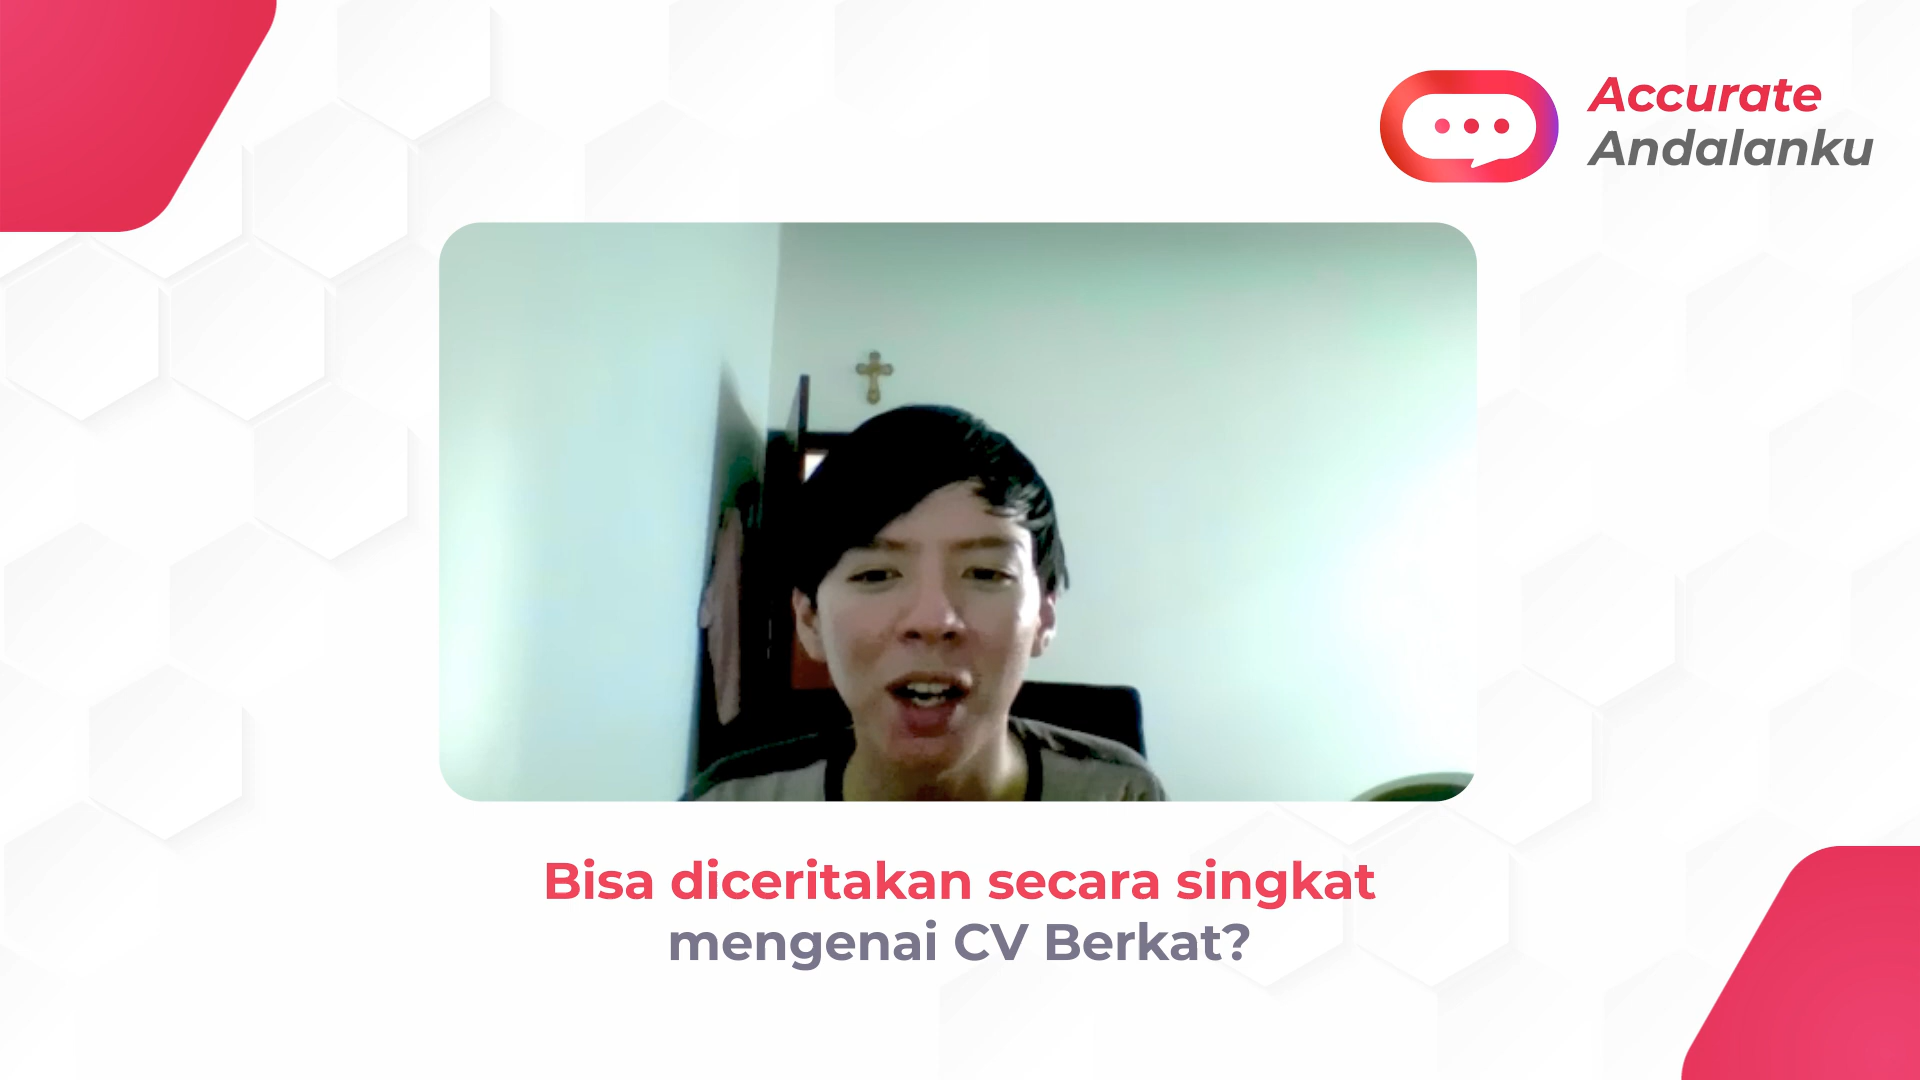 Accurate
Andalanku
Bisa diceritakan secara singkat
mengenai CV Berkat?